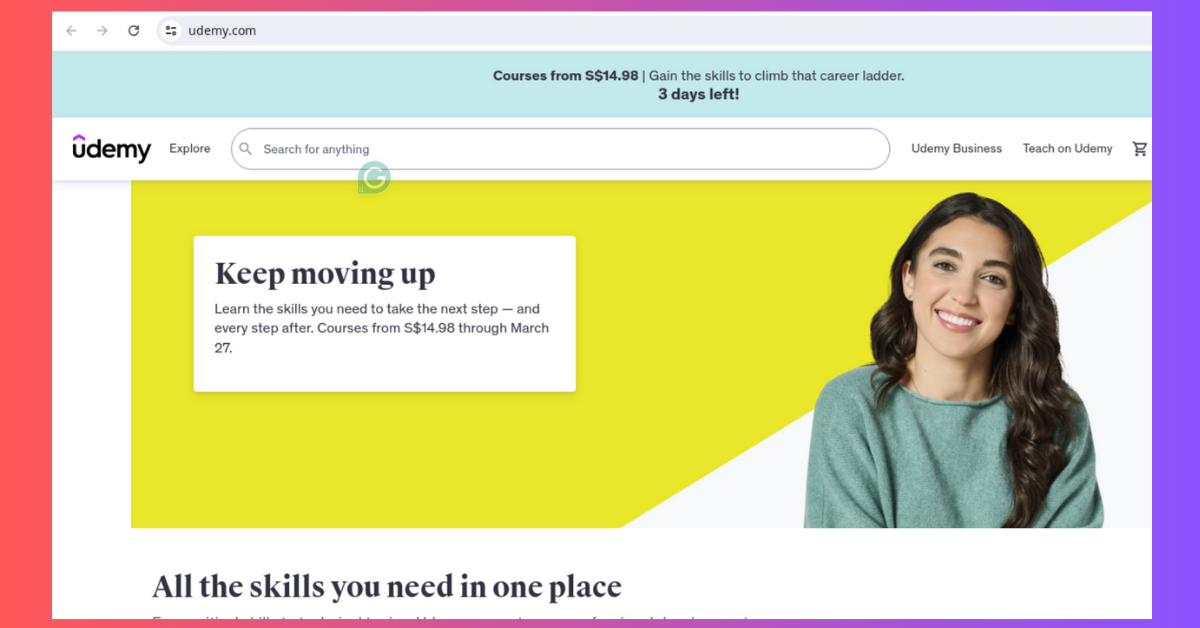 udemy.com
Courses from S$14.98 | Gain the skills to climb that career ladder.
3 days left!
udemy
Explore
Search for anything
Udemy Business
Teach on Udemy
G
Keep moving up
Learn the skills you need to take the next step — and
every step after. Courses from S$14.98 through March
27.
All the skills you need in one place